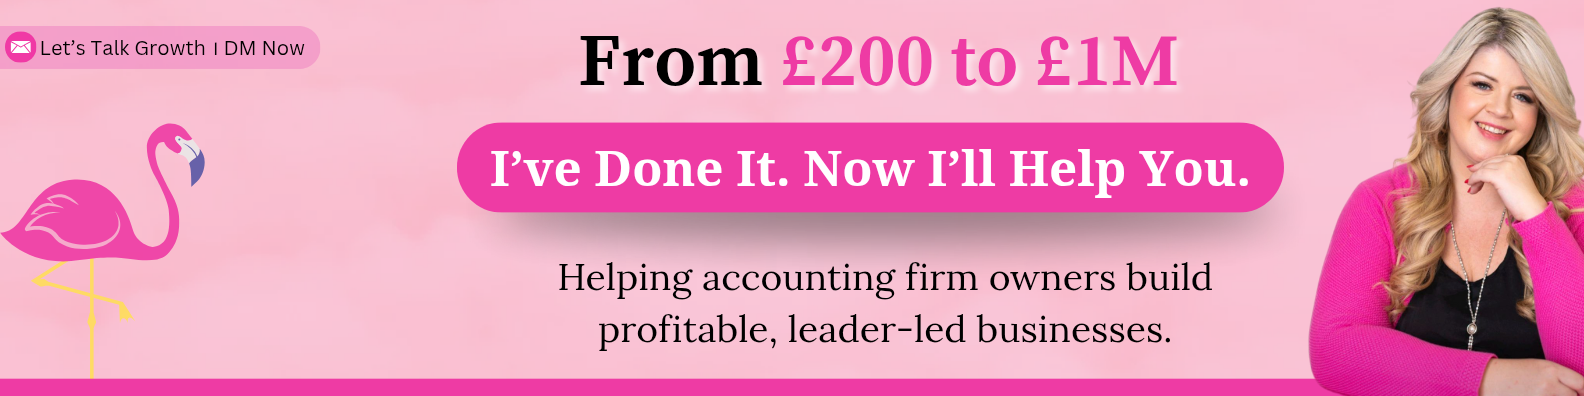 Let’s Talk Growth | DM Now
From £200 to £1M
I’ve Done It. Now I’ll Help You.
Helping accounting firm owners build
profitable, leader-led businesses.